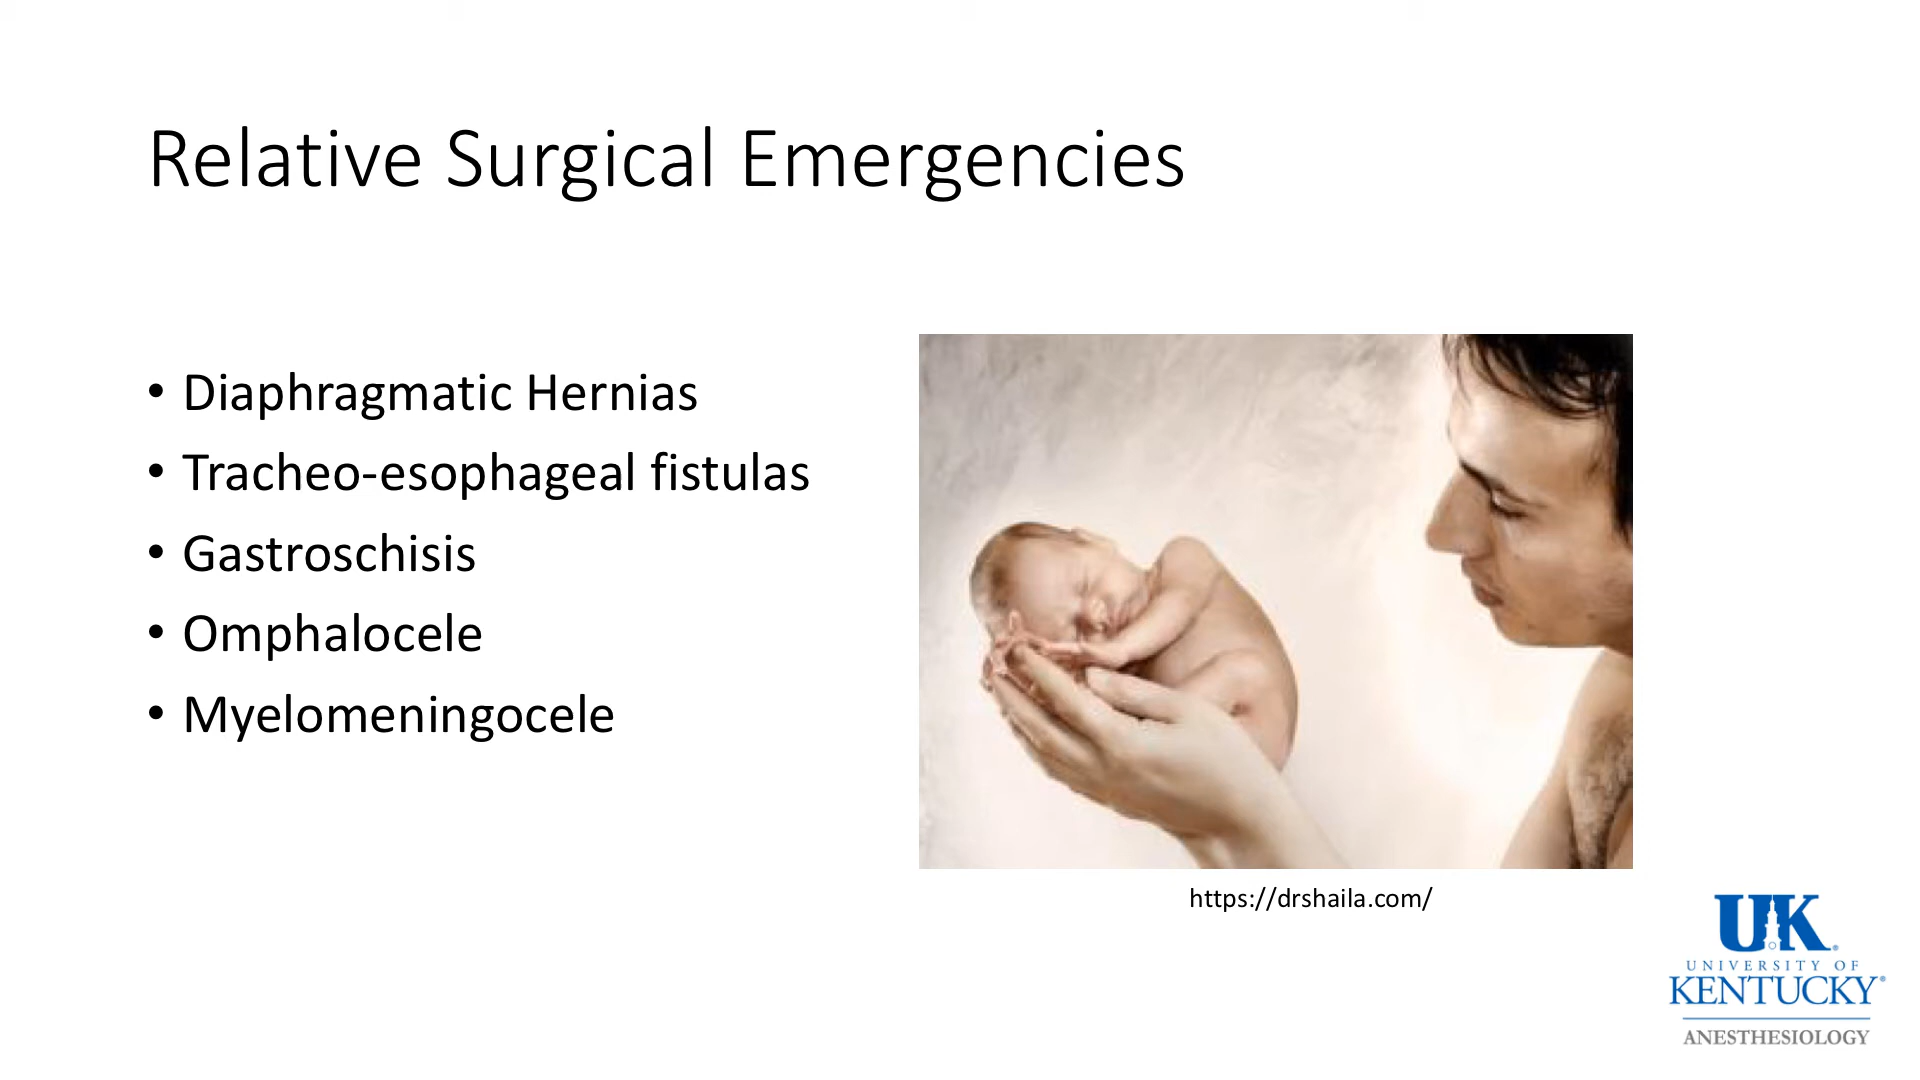 Relative Surgical Emergencies
• Diaphragmatic Hernias
• Tracheo-esophageal fistulas
• Gastroschisis
• Omphalocele
• Myelomeningocele
https://drshaila.com/
UK®
UNIVERSITY OF
KENTUCKY®
ANESTHESIOLOGY